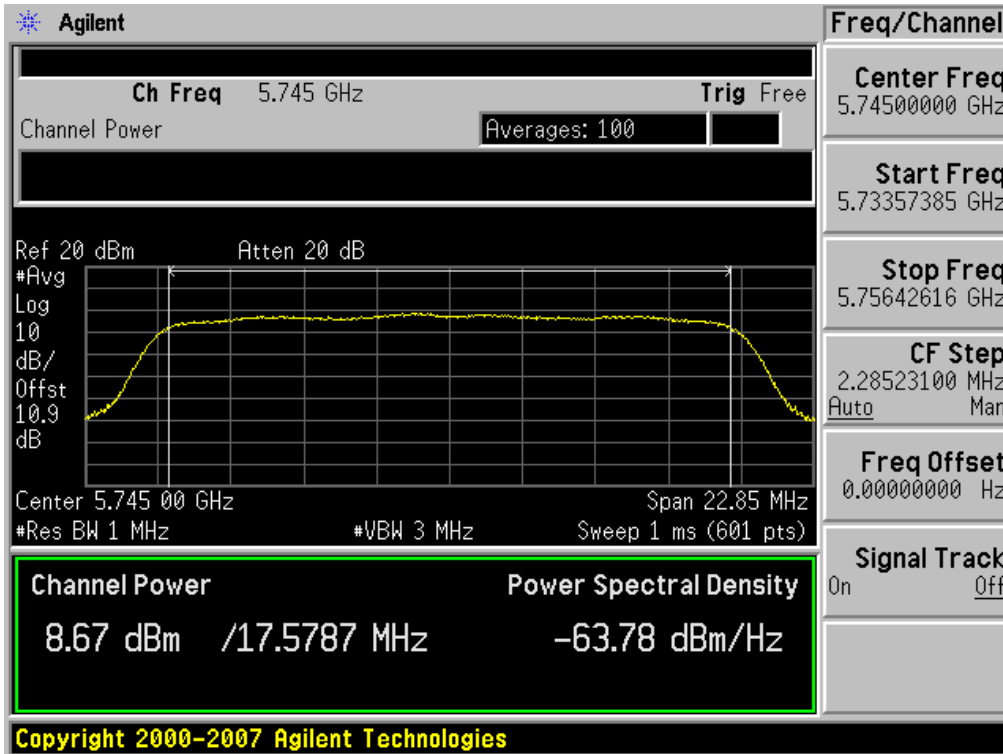 Agilent
Freq/Channel
Ch Freq 5.745 GHz Trig Free
Channel Power Averages: 100
Ref 20 dBm Atten 20 dB
#Avg
Log
10
dB/
Offst
10.9
dB
Center 5.745 00 GHz Span 22.85 MHz
#Res BW 1 MHz #VBW 3 MHz Sweep 1 ms (601 pts)
Channel Power Power Spectral Density
8.67 dBm /17.5787 MHz -63.78 dBm/Hz
Copyright 2000-2007 Agilent Technologies
Center Freq
5.74500000 GHz
Start Freq
5.73357385 GHz
Stop Freq
5.75642616 GHz
CF Step
2.28523100 MHz
Auto Man
Freq Offset
0.00000000 Hz
Signal Track
On Off